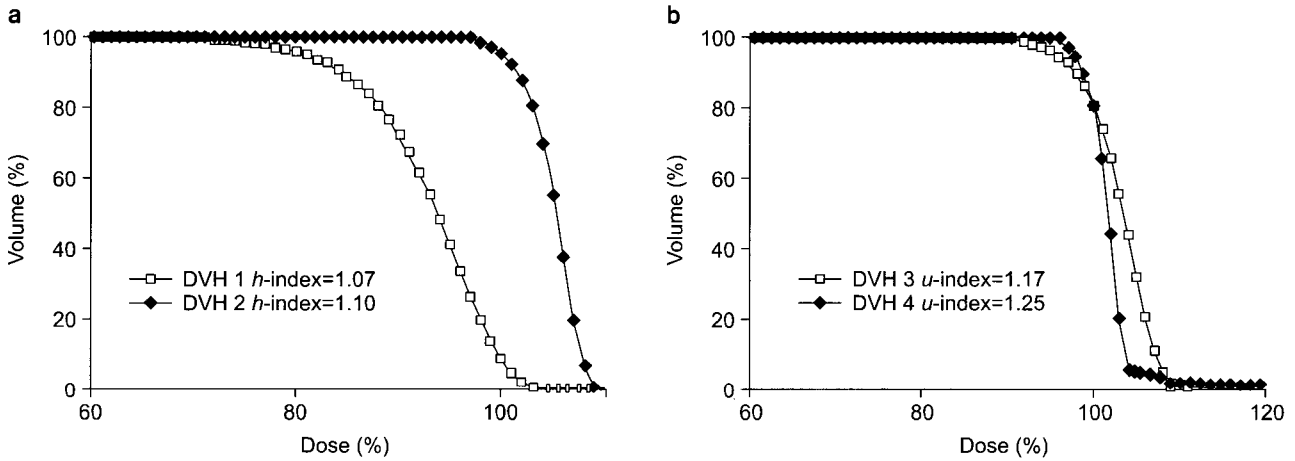 a
100
80
60
40
20
0
Volume (%)
DVH 1 h-index=1.07
DVH 2 h-index=1.10
60
80
100
Dose (%)
b
100
80
60
40
20
0
Volume (%)
DVH 3 u-index=1.17
DVH 4 u-index=1.25
60
80
100
120
Dose (%)